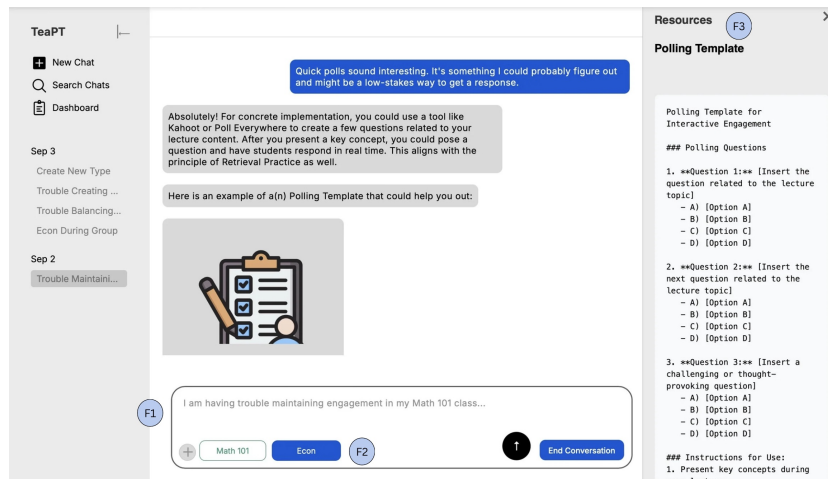 TeaPT
New Chat
Search Chats
Dashboard
Sep 3
Create New Type
Trouble Creating ...
Trouble Balancing...
Econ During Group
Sep 2
Trouble Maintaini...
Quick polls sound interesting. It's something I could probably figure out
and might be a low-stakes way to get a response.
Absolutely! For concrete implementation, you could use a tool like
Kahoot or Poll Everywhere to create a few questions related to your
lecture content. After you present a key concept, you could pose a
question and have students respond in real time. This aligns with the
principle of Retrieval Practice as well.
Here is an example of a(n) Polling Template that could help you out:
F1
I am having trouble maintaining engagement in my Math 101 class...
Math 101
Econ
F2
End Conversation
Resources
F3
Polling Template
Polling Template for
Interactive Engagement
### Polling Questions
1. **Question 1:** [Insert the
question related to the lecture
topic]
- A) [Option A]
- B) [Option B]
- C) [Option C]
- D) [Option D]
2. **Question 2:** [Insert the
next question related to the
lecture topic]
- A) [Option A]
- B) [Option B]
- C) [Option C]
- D) [Option D]
3. **Question 3:** [Insert a
challenging or thought-
provoking question]
- A) [Option A]
- B) [Option B]
- C) [Option C]
- D) [Option D]
### Instructions for Use:
1. Present key concepts during